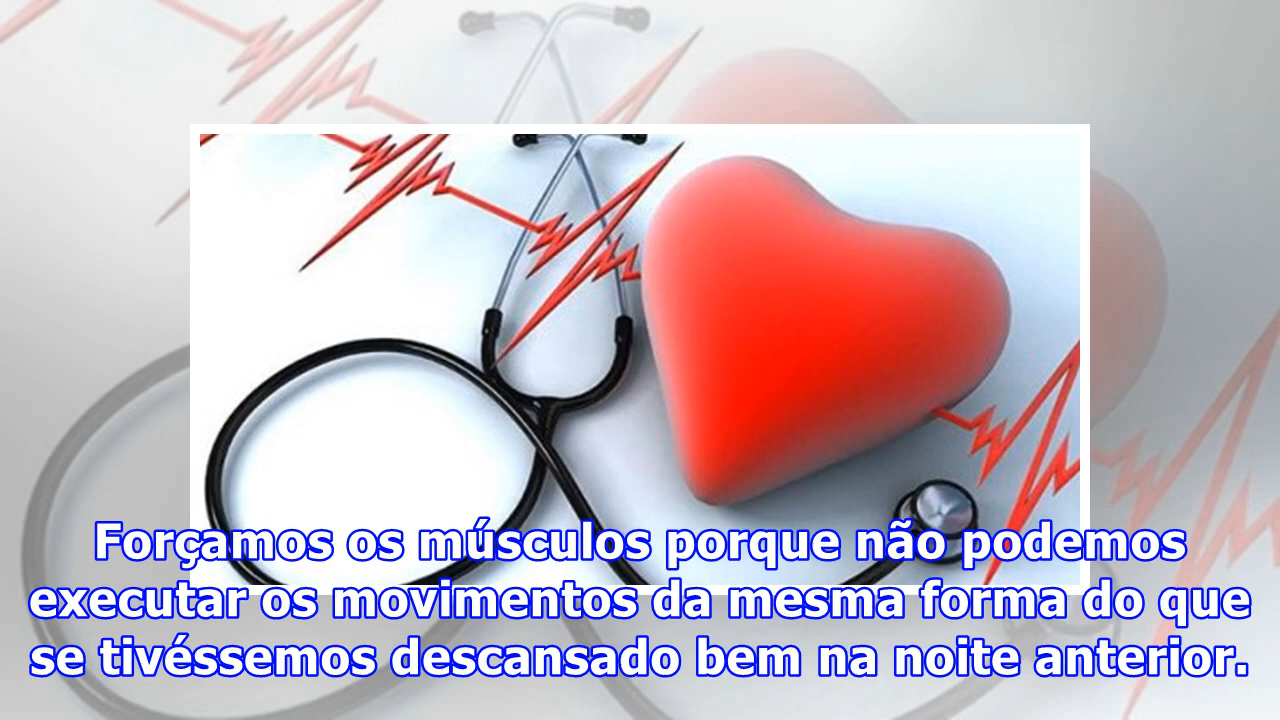 Forçamos os músculos porque não podemos
executar os movimentos da mesma forma do que
se tivéssemos descansado bem na noite anterior.